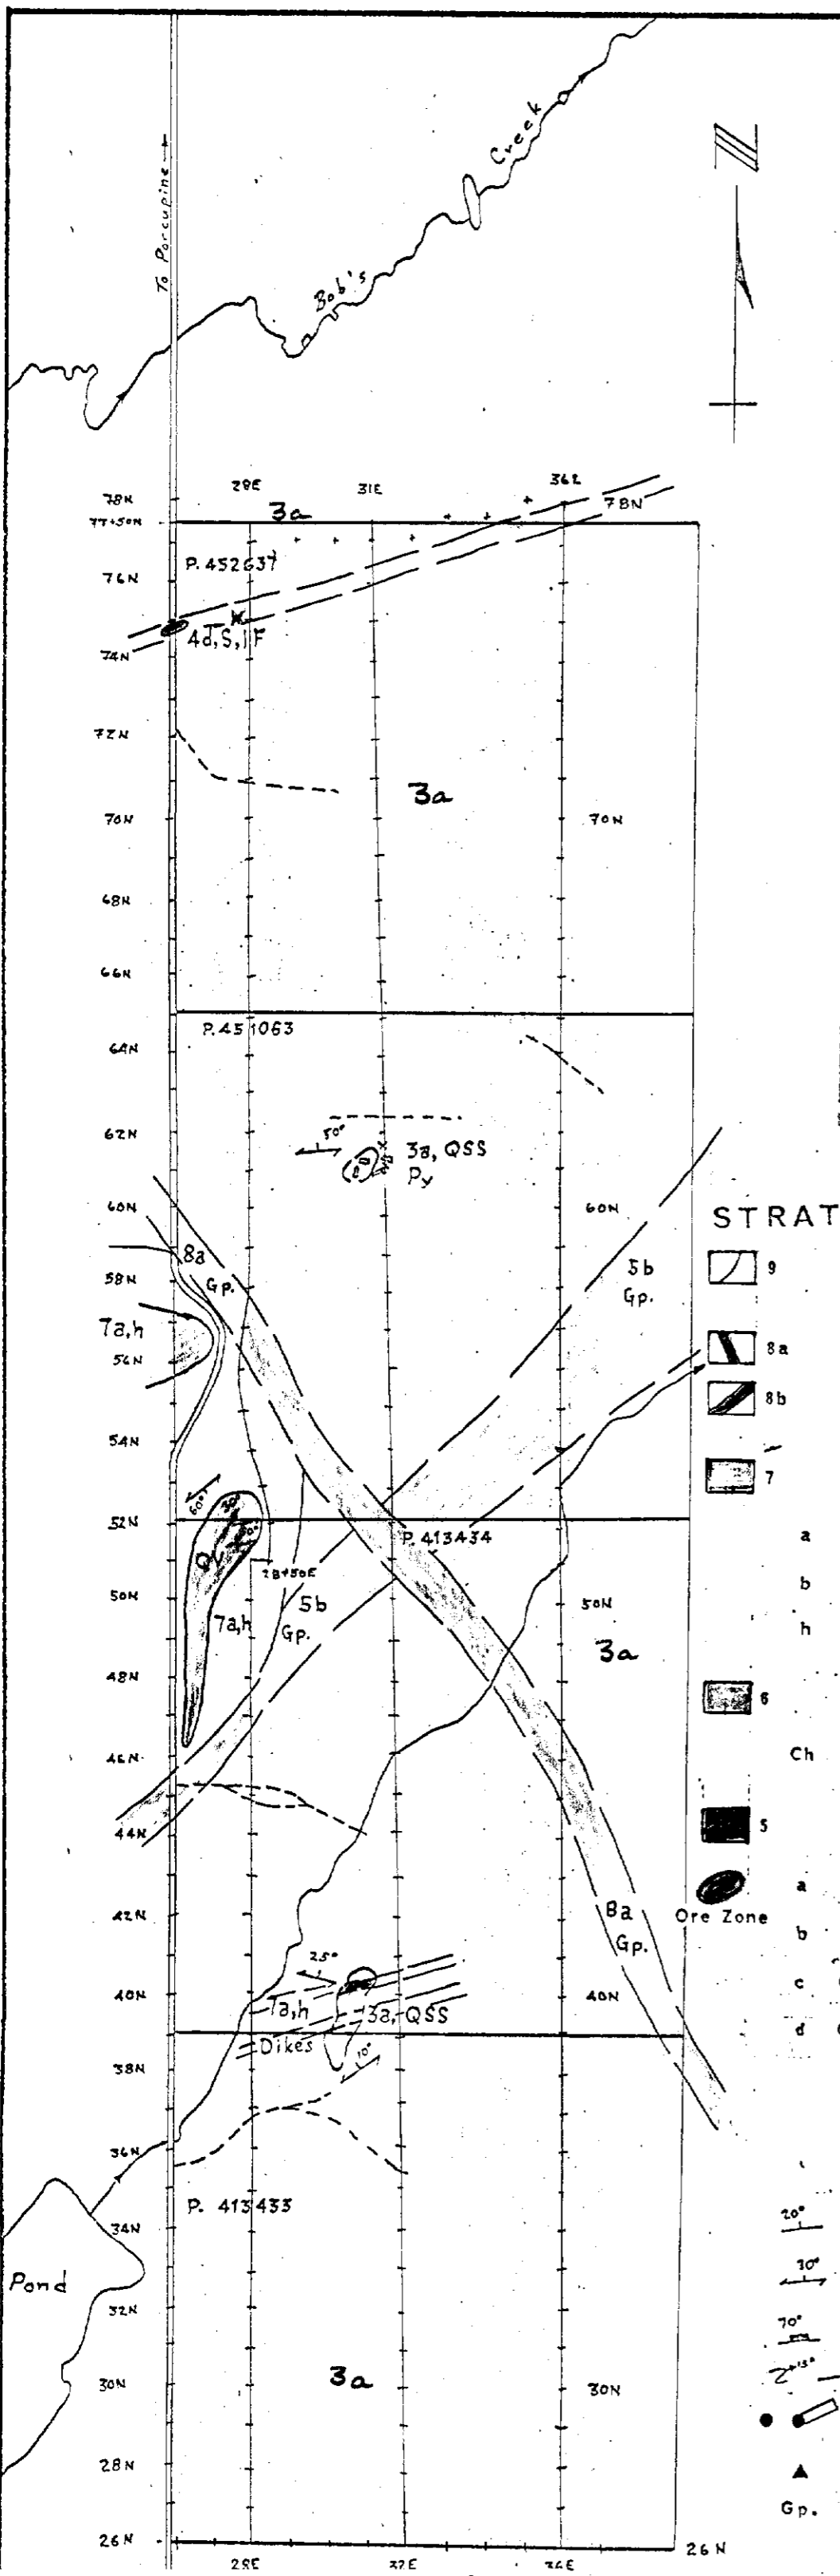 Creek
Bob's
To Porcupine
N
28E 31E 36E
78N
3a
78N
77+50N
76N
P. 452637
4d, S, IF
74N
72N
3a
70N
70N
68N
66N
P. 451063
64N
62N
50°
3a, QSS
Py
60N
60N
STRAT
8a
Gp.
5b
Gp.
9
58N
7a,h
56N
8a
8b
54N
7
60°
52N
P. 413434
a
QV
28+50E
b
50N
5b
50N
7a,h
Gp.
h
3a
48N
6
46N
Ch
44N
5
a
42N
8a
Ore Zone
Gp.
b
25°
40N
40N
c
7a,h
3a, QSS
d
Dikes
38N
10°
36N
P. 413433
34N
20°
Pond
30°
32N
70°
3a
30N
30N
28N
Gp.
26N
26N
28E 32E 36E